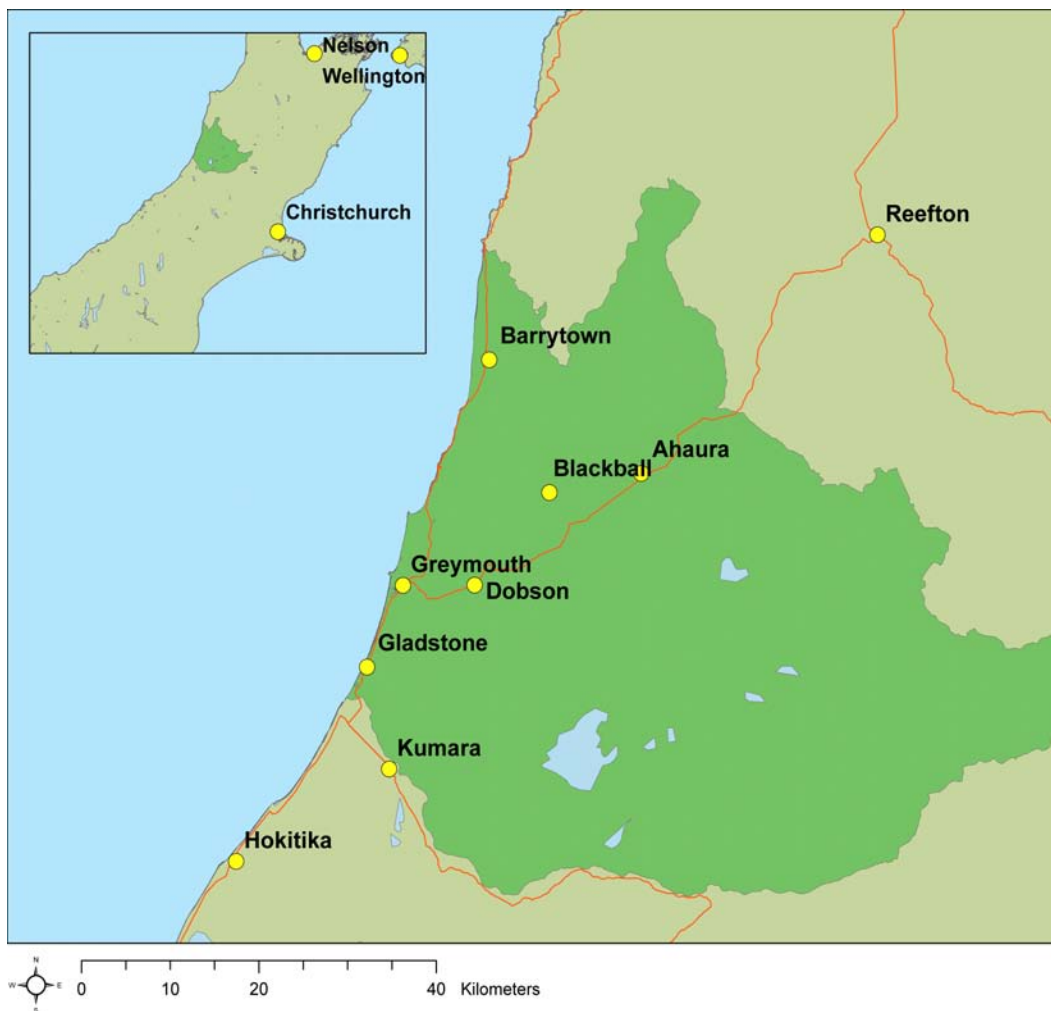 Nelson
Wellington
Christchurch
Reefton
Barrytown
Ahaura
Blackball
Greymouth
Dobson
Gladstone
Kumara
Hokitika
N
W E
S
0 10 20 40 Kilometers